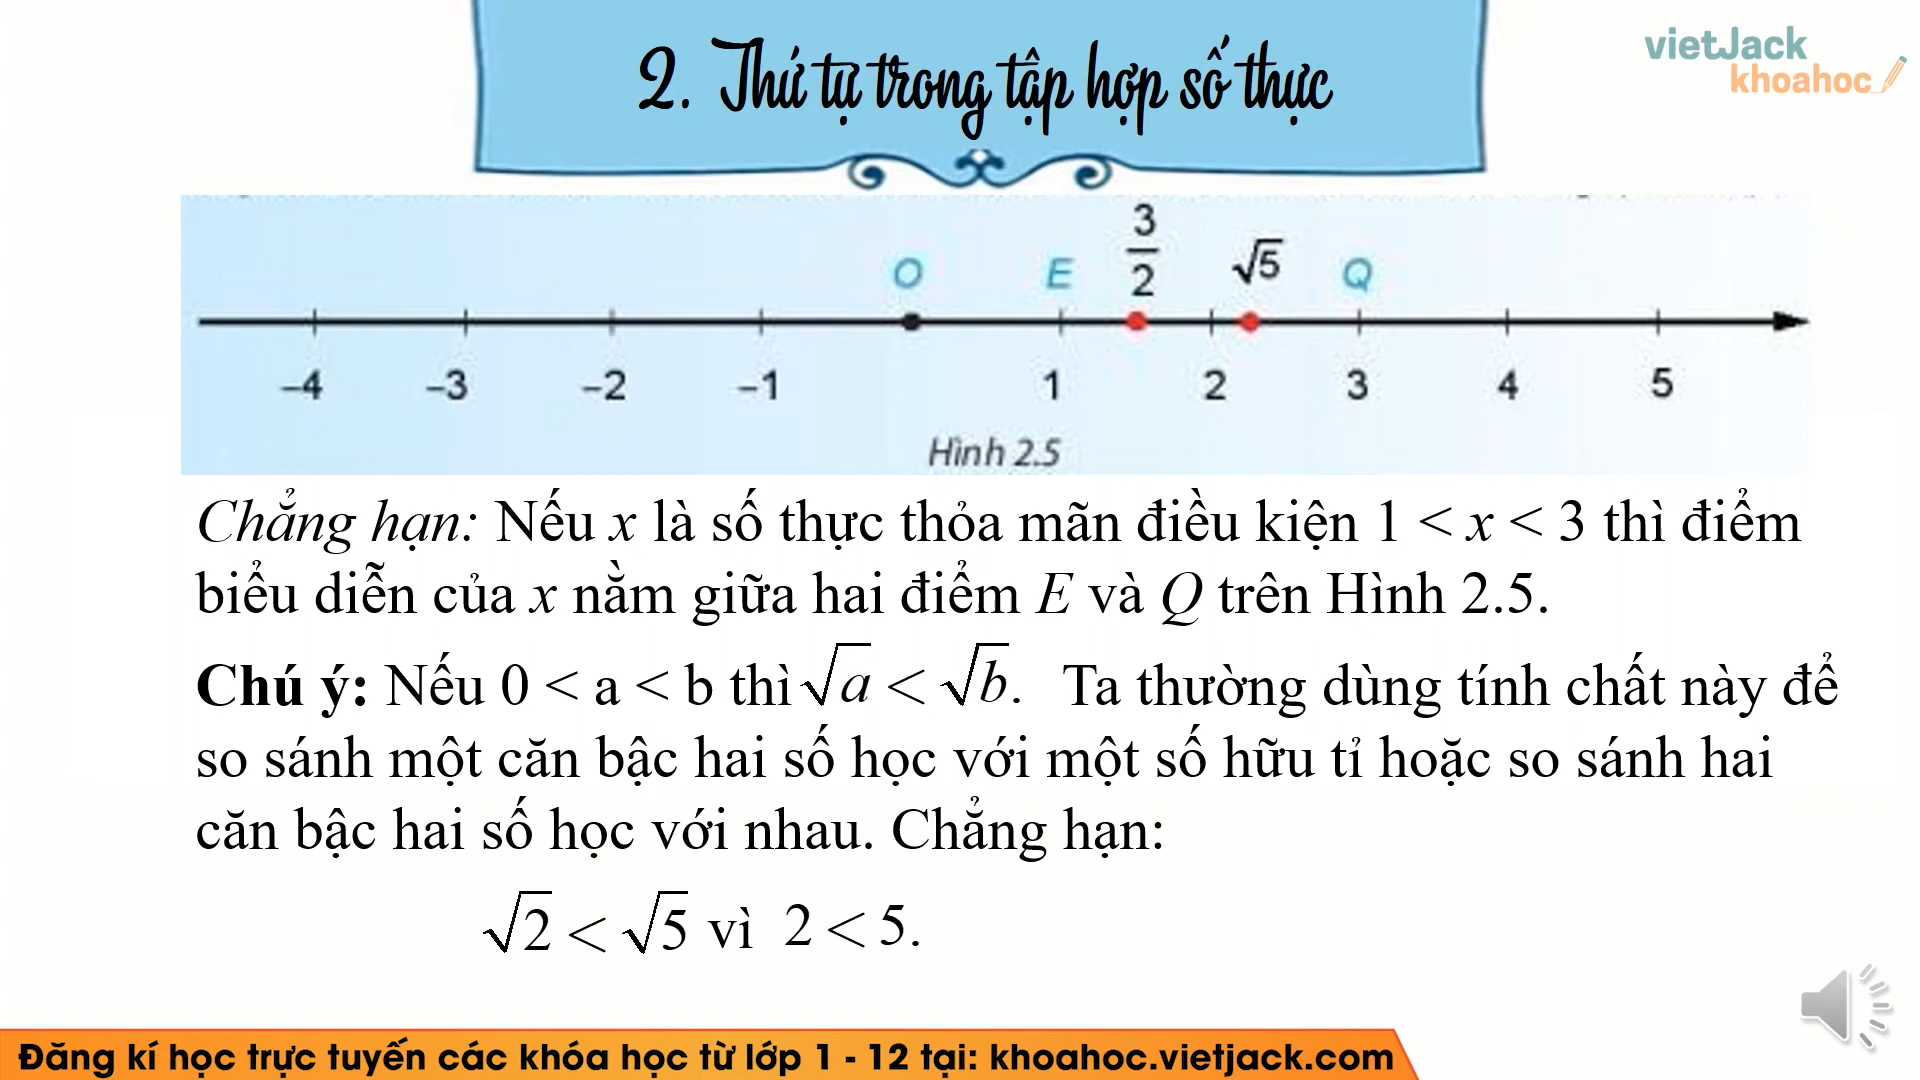 2. Thứ tự trong tập hợp số thực
vietJack
khoahoc
O E 3/2 √5 Q
–4 –3 –2 –1 1 2 3 4 5
Hình 2.5
Chẳng hạn: Nếu x là số thực thỏa mãn điều kiện 1 < x < 3 thì điểm
biểu diễn của x nằm giữa hai điểm E và Q trên Hình 2.5.
Chú ý: Nếu 0 < a < b thì √a < √b. Ta thường dùng tính chất này để
so sánh một căn bậc hai số học với một số hữu tỉ hoặc so sánh hai
căn bậc hai số học với nhau. Chẳng hạn:
√2 < √5 vì 2 < 5.
Đăng kí học trực tuyến các khóa học từ lớp 1 - 12 tại: khoahoc.vietjack.com